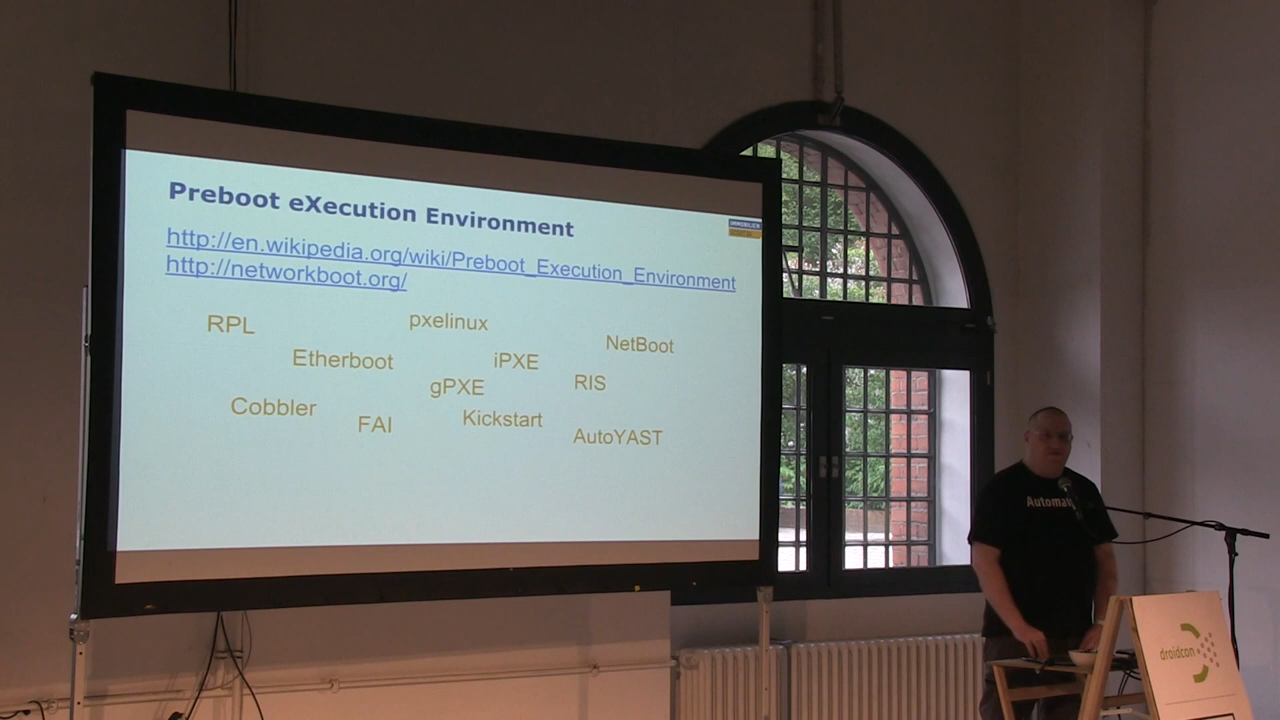 Preboot eXecution Environment
IMMOBILIEN
http://en.wikipedia.org/wiki/Preboot_Execution_Environment
http://networkboot.org/
RPL
pxelinux
NetBoot
Etherboot
iPXE
gPXE
RIS
Cobbler
FAI
Kickstart
AutoYAST
droidcon